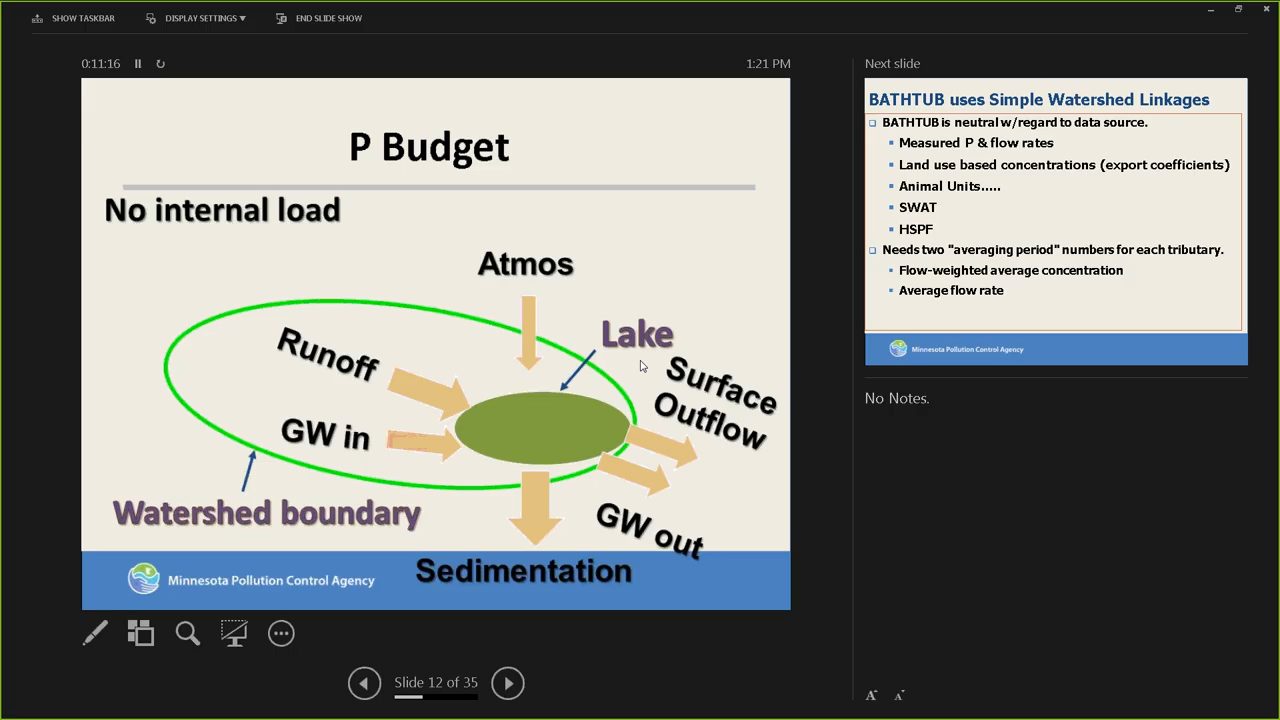 SHOW TASKBAR
DISPLAY SETTINGS ▼
END SLIDE SHOW
0:11:16
1:21 PM
P Budget
No internal load
Atmos
Lake
Runoff
Surface
Outflow
GW in
Watershed boundary
GW out
Sedimentation
Minnesota Pollution Control Agency
Slide 12 of 35
Next slide
BATHTUB uses Simple Watershed Linkages
BATHTUB is neutral w/regard to data source.
Measured P & flow rates
Land use based concentrations (export coefficients)
Animal Units.....
SWAT
HSPF
Needs two "averaging period" numbers for each tributary.
Flow-weighted average concentration
Average flow rate
Minnesota Pollution Control Agency
No Notes.
A A